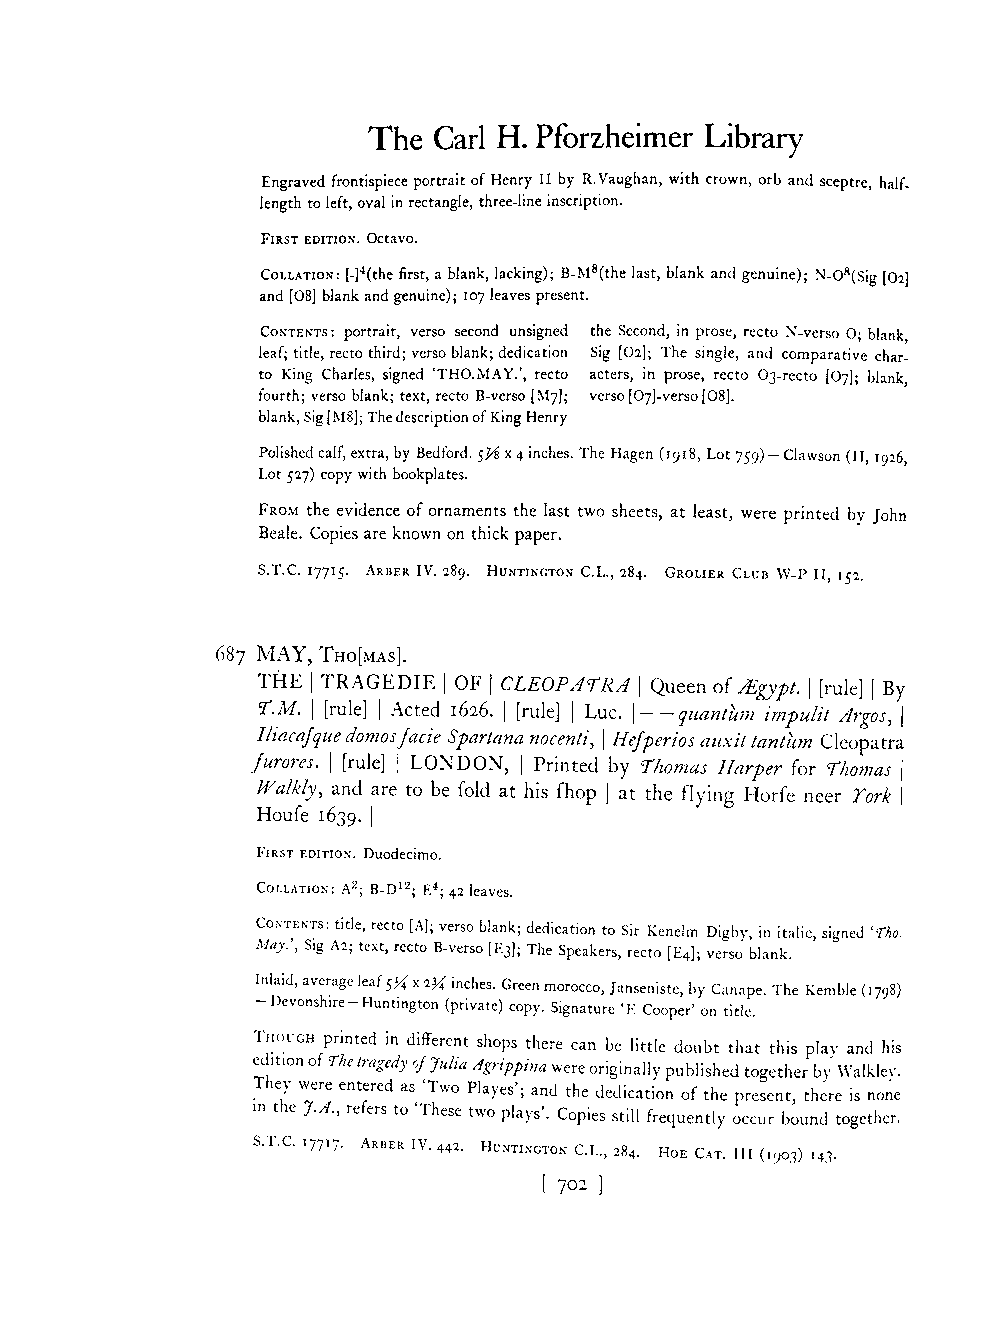 The Carl H. Pforzheimer Library
Engraved frontispiece portrait of Henry II by R.Vaughan, with crown, orb and sceptre, half-
length to left, oval in rectangle, three-line inscription.
FIRST EDITION. Octavo.
COLLATION: [-]⁴(the first, a blank, lacking); B-M⁸(the last, blank and genuine); N-O⁸(Sig [O2]
and [O8] blank and genuine); 107 leaves present.
CONTENTS: portrait, verso second unsigned
leaf; title, recto third; verso blank; dedication
to King Charles, signed 'THO.MAY.', recto
fourth; verso blank; text, recto B-verso [M7];
blank, Sig [M8]; The description of King Henry
the Second, in prose, recto N-verso O; blank,
Sig [O2]; The single, and comparative char-
acters, in prose, recto O3-recto [O7]; blank,
verso [O7]-verso [O8].
Polished calf, extra, by Bedford. 5⅝ x 4 inches. The Hagen (1918, Lot 759)—Clawson (II, 1926,
Lot 527) copy with bookplates.
FROM the evidence of ornaments the last two sheets, at least, were printed by John
Beale. Copies are known on thick paper.
S.T.C. 17715. ARBER IV. 289. HUNTINGTON C.L., 284. GROLIER CLUB W-P II, 152.
687 MAY, THO[MAS].
THE | TRAGEDIE | OF | CLEOPATRA | Queen of Ægypt. | [rule] | By
T.M. | [rule] | Acted 1626. | [rule] | Luc. |— —quantùm impulit Argos, |
Iliacaſque domos facie Spartana nocenti, | Heſperios auxit tantùm Cleopatra
furores. | [rule] | LONDON, | Printed by Thomas Harper for Thomas |
Walkly, and are to be ſold at his ſhop | at the flying Horſe neer York |
Houſe 1639. |
FIRST EDITION. Duodecimo.
COLLATION: A²; B-D¹²; E⁴; 42 leaves.
CONTENTS: title, recto [A]; verso blank; dedication to Sir Kenelm Digby, in italic, signed 'Tho.
May.', Sig A2; text, recto B-verso [E3]; The Speakers, recto [E4]; verso blank.
Inlaid, average leaf 5¼ x 2¾ inches. Green morocco, Janseniste, by Canape. The Kemble (1798)
—Devonshire—Huntington (private) copy. Signature 'F. Cooper' on title.
THOUGH printed in different shops there can be little doubt that this play and his
edition of The tragedy of Julia Agrippina were originally published together by Walkley.
They were entered as 'Two Playes'; and the dedication of the present, there is none
in the J.A., refers to 'These two plays'. Copies still frequently occur bound together.
S.T.C. 17717. ARBER IV. 442. HUNTINGTON C.L., 284. HOE CAT. III (1903) 143.
[ 702 ]